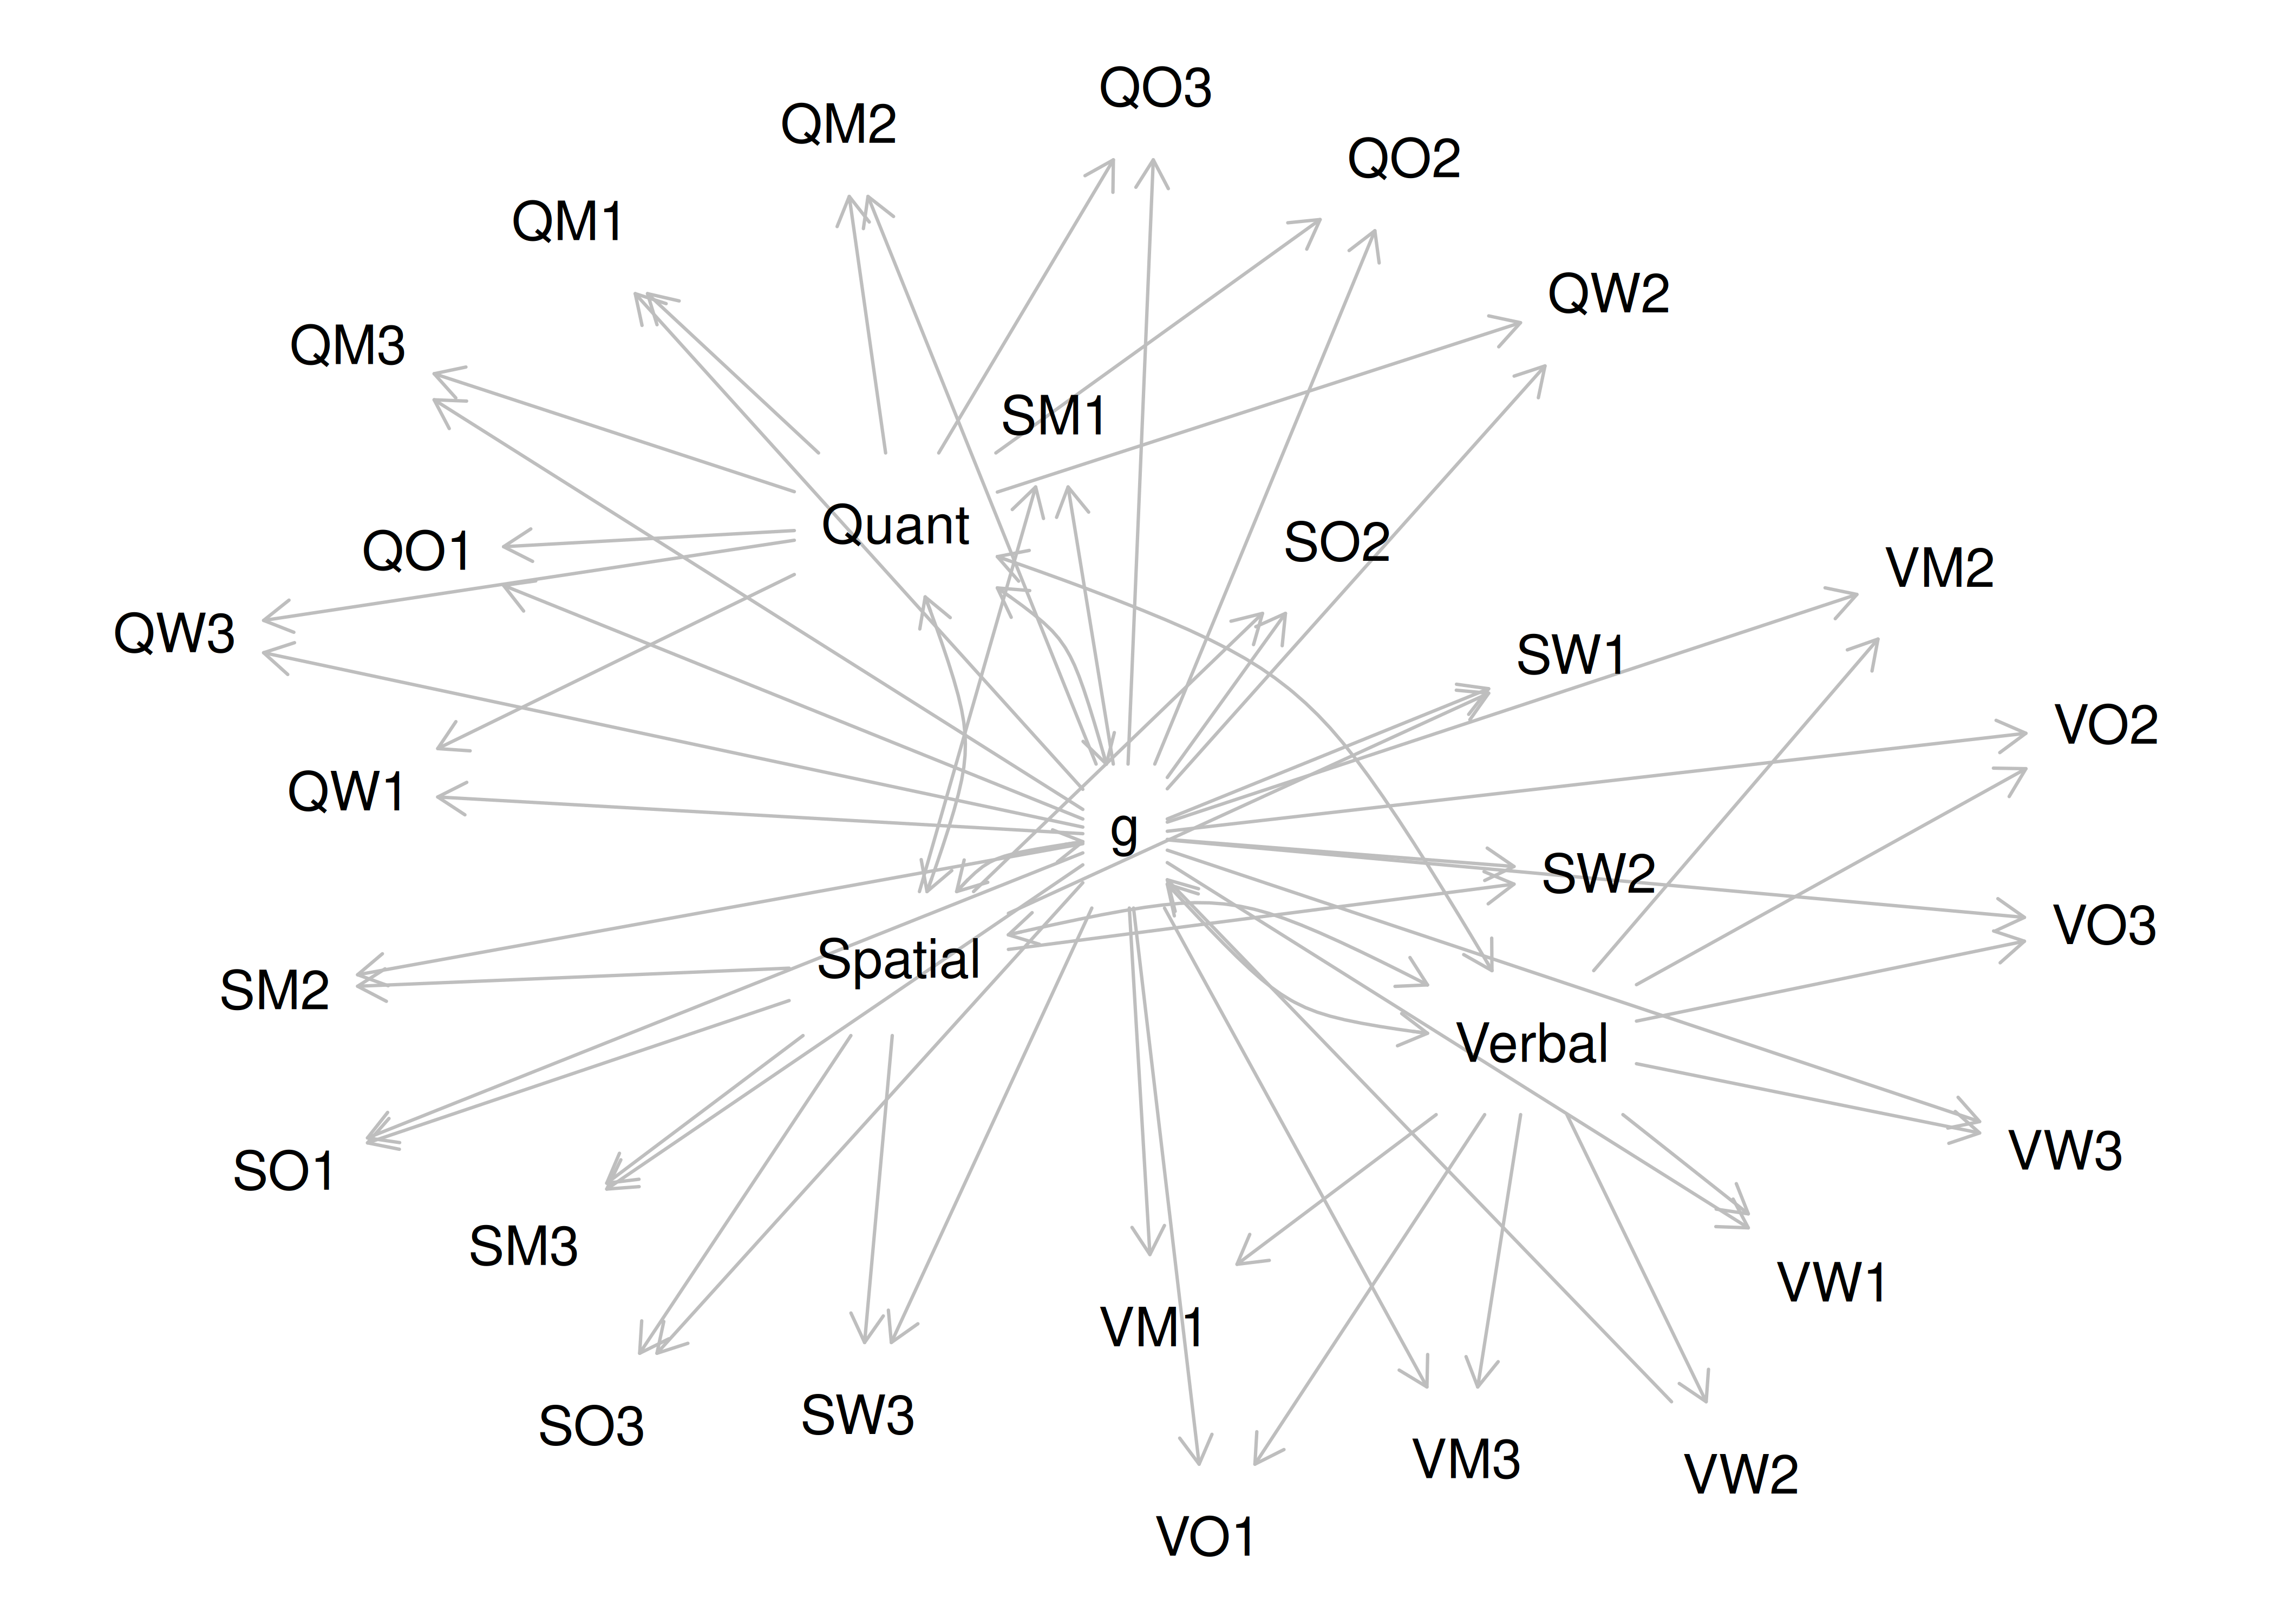 QO3
QM2
QO2
QM1
QW2
QM3
SM1
Quant
SO2
QO1
VM2
QW3
SW1
VO2
QW1
g
SW2
VO3
Spatial
SM2
Verbal
VW3
SO1
SM3
VW1
VM1
SW3
SO3
VM3
VW2
VO1